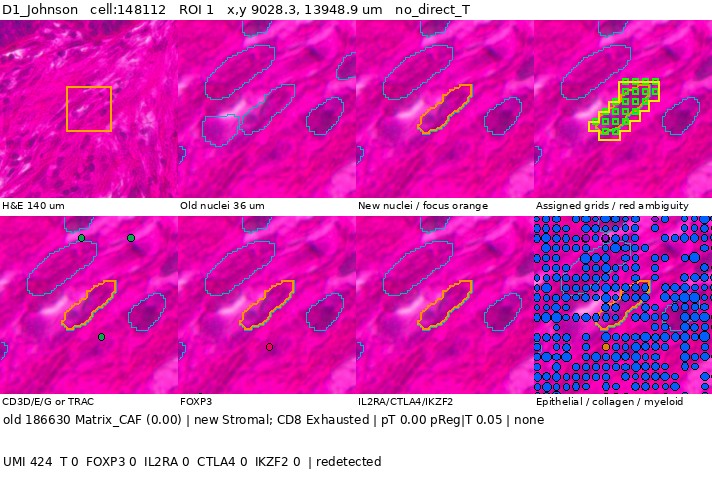 D1_Johnson cell:148112 ROI 1 x,y 9028.3, 13948.9 um no_direct_T
H&E 140 um
Old nuclei 36 um
New nuclei / focus orange
Assigned grids / red ambiguity
CD3D/E/G or TRAC
FOXP3
IL2RA/CTLA4/IKZF2
Epithelial / collagen / myeloid
old 186630 Matrix_CAF (0.00) | new Stromal; CD8 Exhausted | pT 0.00 pReg|T 0.05 | none
UMI 424 T 0 FOXP3 0 IL2RA 0 CTLA4 0 IKZF2 0 | redetected